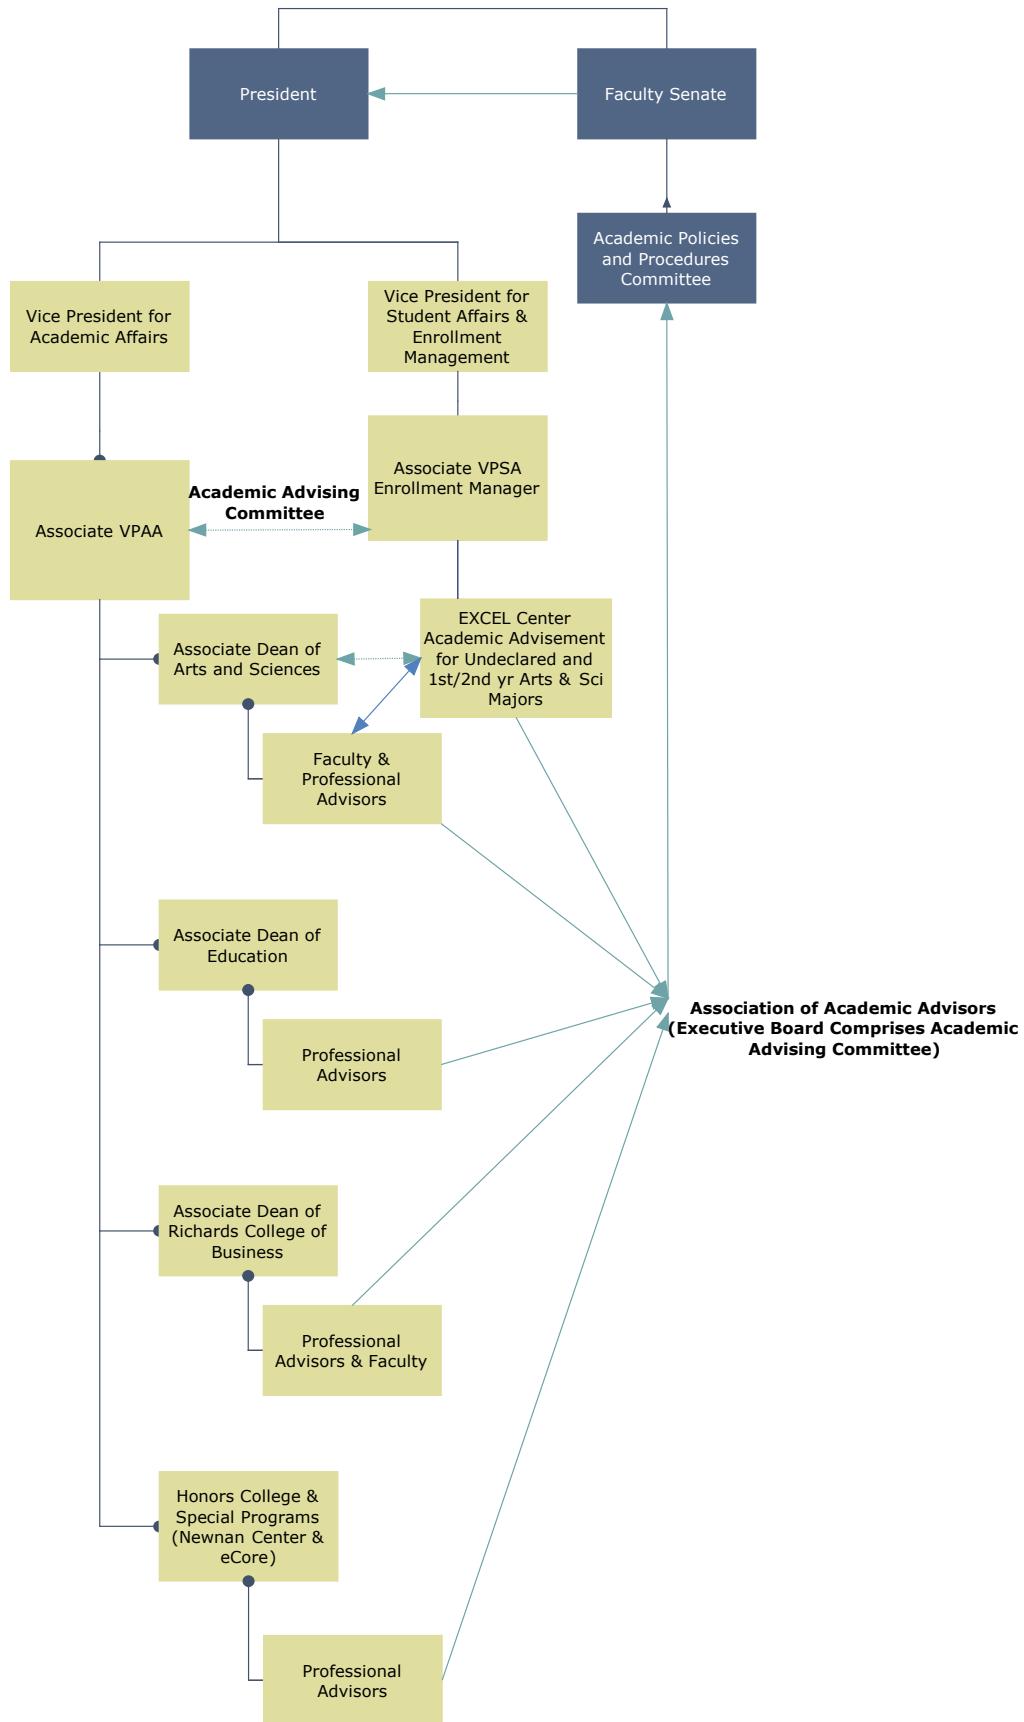 President
Faculty Senate
Academic Policies
and Procedures
Committee
Vice President for
Academic Affairs
Vice President for
Student Affairs &
Enrollment
Management
Associate VPAA
Academic Advising
Committee
Associate VPSA
Enrollment Manager
Associate Dean of
Arts and Sciences
EXCEL Center
Academic Advisement
for Undeclared and
1st/2nd yr Arts & Sci
Majors
Faculty &
Professional
Advisors
Associate Dean of
Education
Professional
Advisors
Association of Academic Advisors
(Executive Board Comprises Academic
Advising Committee)
Associate Dean of
Richards College of
Business
Professional
Advisors & Faculty
Honors College &
Special Programs
(Newnan Center &
eCore)
Professional
Advisors